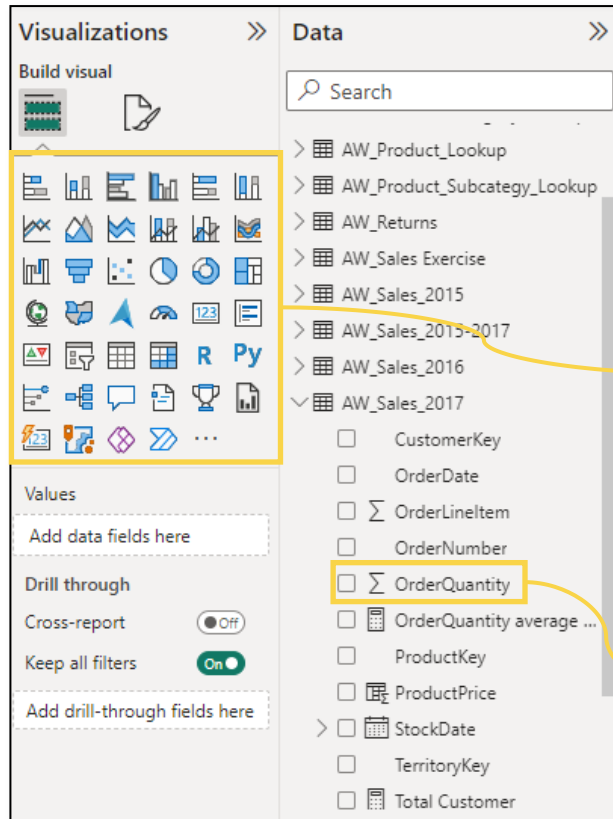 Visualizations
Build visual
123
R Py
123
Values
Add data fields here
Drill through
Cross-report Off
Keep all filters On
Add drill-through fields here
Data
Search
AW_Product_Lookup
AW_Product_Subcategy_Lookup
AW_Returns
AW_Sales Exercise
AW_Sales_2015
AW_Sales_2015-2017
AW_Sales_2016
AW_Sales_2017
CustomerKey
OrderDate
∑ OrderLineItem
OrderNumber
∑ OrderQuantity
OrderQuantity average ...
ProductKey
ProductPrice
StockDate
TerritoryKey
Total Customer